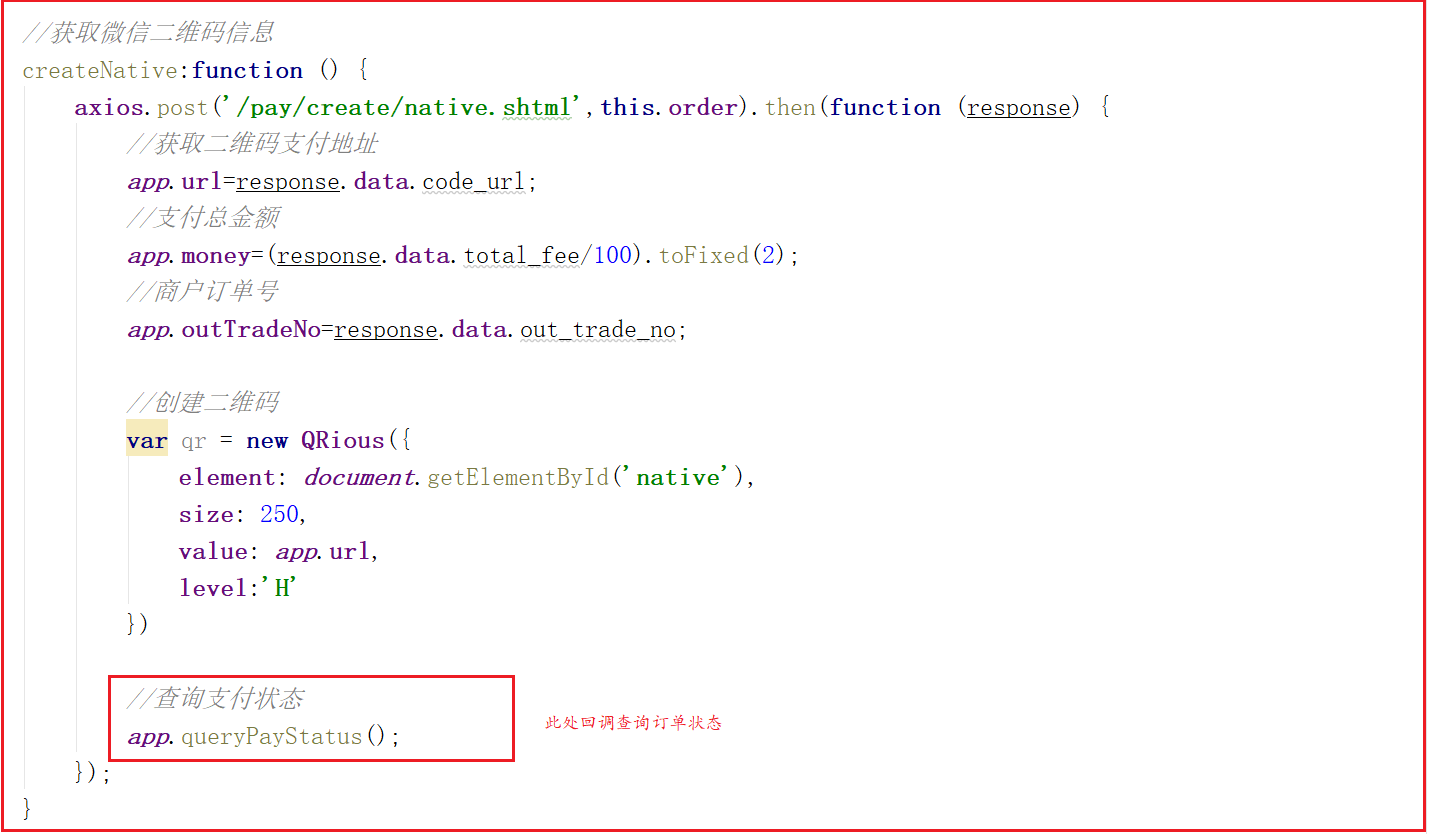 //获取微信二维码信息
createNative:function () {
axios.post('/pay/create/native.shtml',this.order).then(function (response) {
//获取二维码支付地址
app.url=response.data.code_url;
//支付总金额
app.money=(response.data.total_fee/100).toFixed(2);
//商户订单号
app.outTradeNo=response.data.out_trade_no;
//创建二维码
var qr = new QRious({
element: document.getElementById('native'),
size: 250,
value: app.url,
level:'H'
})
//查询支付状态
app.queryPayStatus();
此处回调查询订单状态
});
}